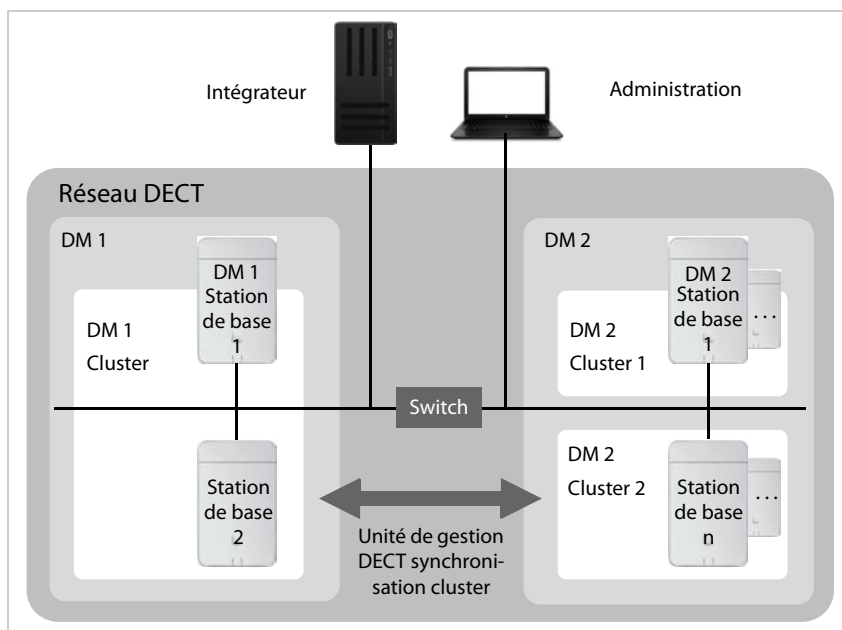 Intégrateur
Administration
Réseau DECT
DM 1
DM 1
Station
de base
1
DM 1
Cluster
Station
de base
2
Switch
Unité de gestion
DECT synchroni-
sation cluster
DM 2
DM 2
Station
de base
1
...
DM 2
Cluster 1
DM 2
Cluster 2
Station
de base
n
...